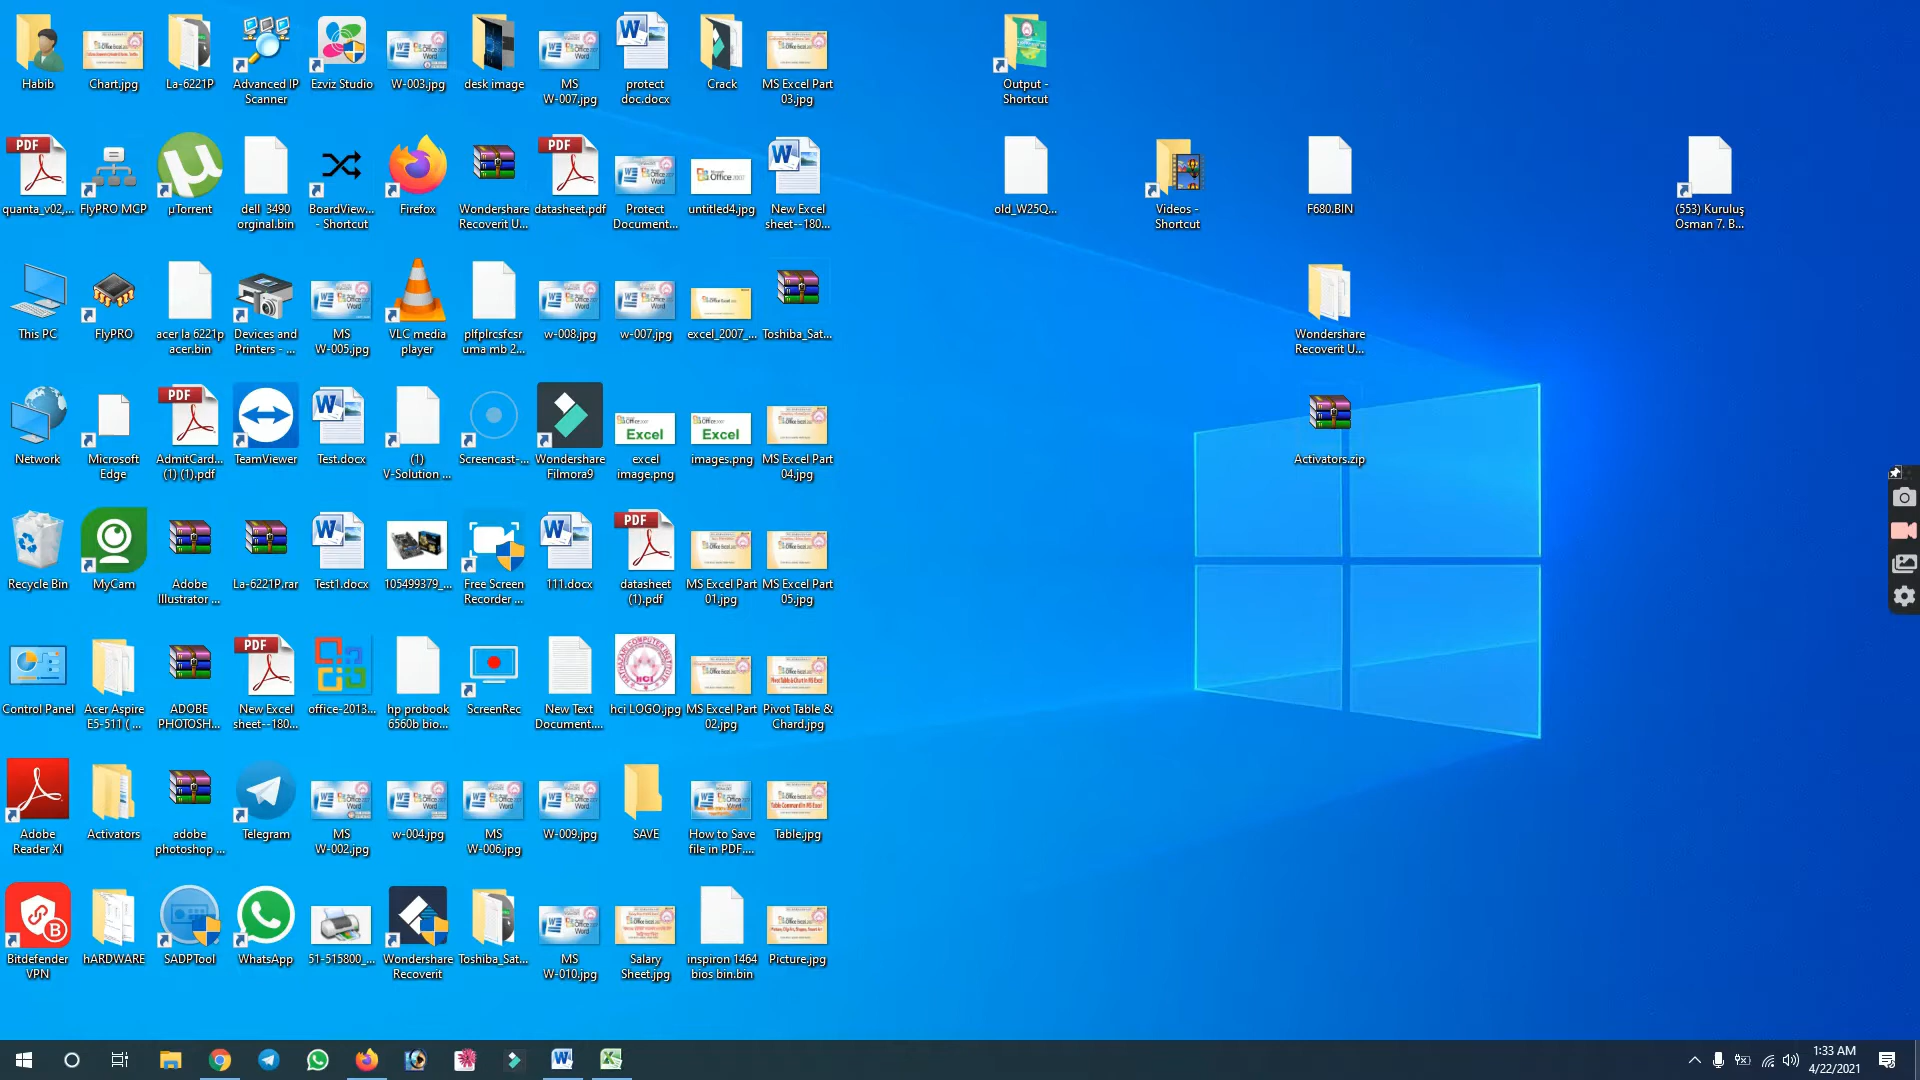 Habib
Chart.jpg
La-6221P
Advanced IP
Scanner
Ezviz Studio
W-003.jpg
desk image
MS
W-007.jpg
protect
doc.docx
Crack
MS Excel Part
03.jpg
Output -
Shortcut
quanta_v02,...
FlyPRO MCP
µTorrent
dell 3490
orginal.bin
BoardView...
- Shortcut
Firefox
Wondershare
Recoverit U...
datasheet.pdf
Protect
Document...
untitled4.jpg
New Excel
sheet--180...
old_W25Q...
Videos -
Shortcut
F680.BIN
(553) Kuruluş
Osman 7. B...
This PC
FlyPRO
acer la 6221p
acer.bin
Devices and
Printers - ...
MS
W-005.jpg
VLC media
player
plfplrcsfcsr
uma mb 2...
w-008.jpg
w-007.jpg
excel_2007_...
Toshiba_Sat...
Wondershare
Recoverit U...
Network
Microsoft
Edge
AdmitCard...
(1) (1).pdf
TeamViewer
Test.docx
(1)
V-Solution ...
Screencast-...
Wondershare
Filmora9
excel
image.png
images.png
MS Excel Part
04.jpg
Activators.zip
Recycle Bin
MyCam
Adobe
Illustrator ...
La-6221P.rar
Test1.docx
105499379_...
Free Screen
Recorder ...
111.docx
datasheet
(1).pdf
MS Excel Part
01.jpg
MS Excel Part
05.jpg
Control Panel
Acer Aspire
E5-511 ( ...
ADOBE
PHOTOSH...
New Excel
sheet--180...
office-2013...
hp probook
6560b bio...
ScreenRec
New Text
Document....
hci LOGO.jpg
MS Excel Part
02.jpg
Pivot Table &
Chard.jpg
Adobe
Reader XI
Activators
adobe
photoshop ...
Telegram
MS
W-002.jpg
w-004.jpg
MS
W-006.jpg
W-009.jpg
SAVE
How to Save
file in PDF....
Table.jpg
Bitdefender
VPN
hARDWARE
SADPTool
WhatsApp
51-515800_...
Wondershare
Recoverit
Toshiba_Sat...
MS
W-010.jpg
Salary
Sheet.jpg
inspiron 1464
bios bin.bin
Picture.jpg
1:33 AM
4/22/2021